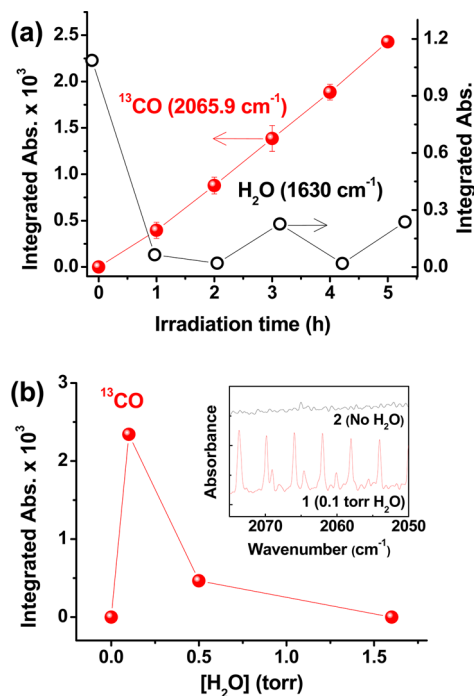 (a)
2.5
2.0
1.5
1.0
0.5
0.0
Integrated Abs. x 10³
¹³CO (2065.9 cm⁻¹)
H₂O (1630 cm⁻¹)
1.2
0.9
0.6
0.3
0.0
Integrated Abs.
0 1 2 3 4 5
Irradiation time (h)
(b)
3
2
1
0
Integrated Abs. x 10³
¹³CO
Absorbance
2 (No H₂O)
1 (0.1 torr H₂O)
2070 2060 2050
Wavenumber (cm⁻¹)
0.0 0.5 1.0 1.5
[H₂O] (torr)